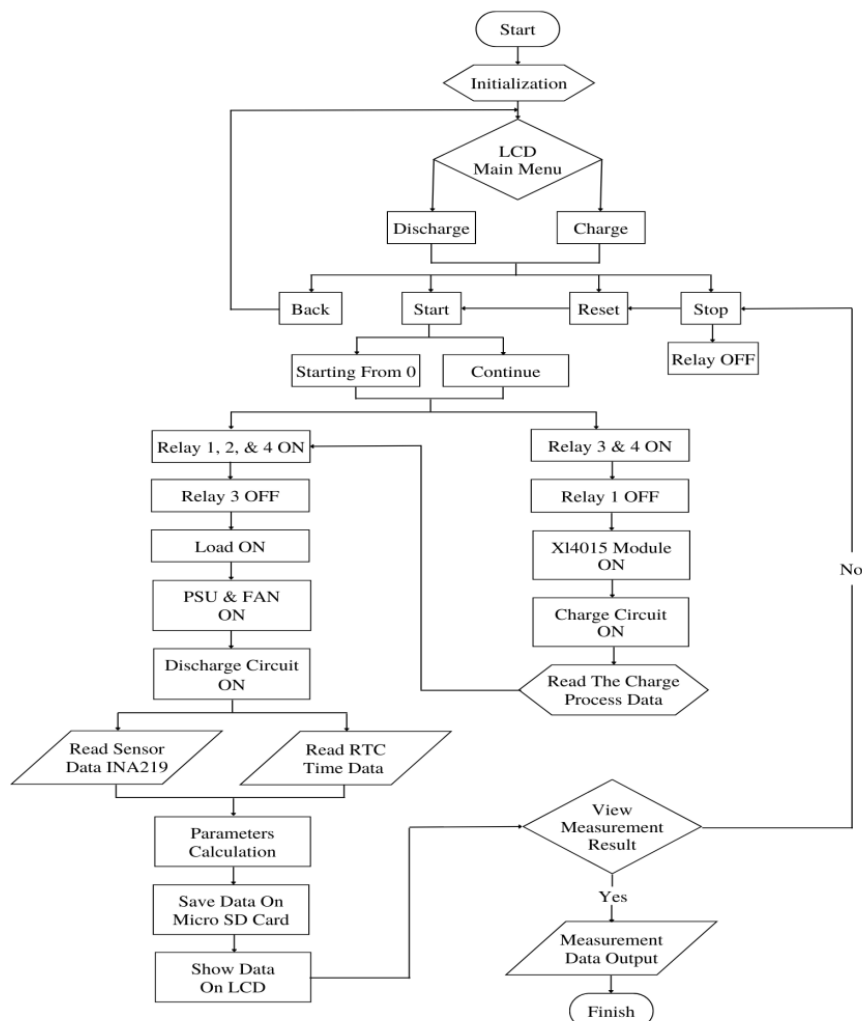 Start
Initialization
LCD
Main Menu
Discharge
Charge
Back
Start
Reset
Stop
Relay OFF
Starting From 0
Continue
Relay 1, 2, & 4 ON
Relay 3 & 4 ON
Relay 3 OFF
Relay 1 OFF
Load ON
Xl4015 Module
ON
No
PSU & FAN
ON
Charge Circuit
ON
Discharge Circuit
ON
Read The Charge
Process Data
Read Sensor
Data INA219
Read RTC
Time Data
View
Measurement
Result
Parameters
Calculation
Yes
Save Data On
Micro SD Card
Measurement
Data Output
Show Data
On LCD
Finish